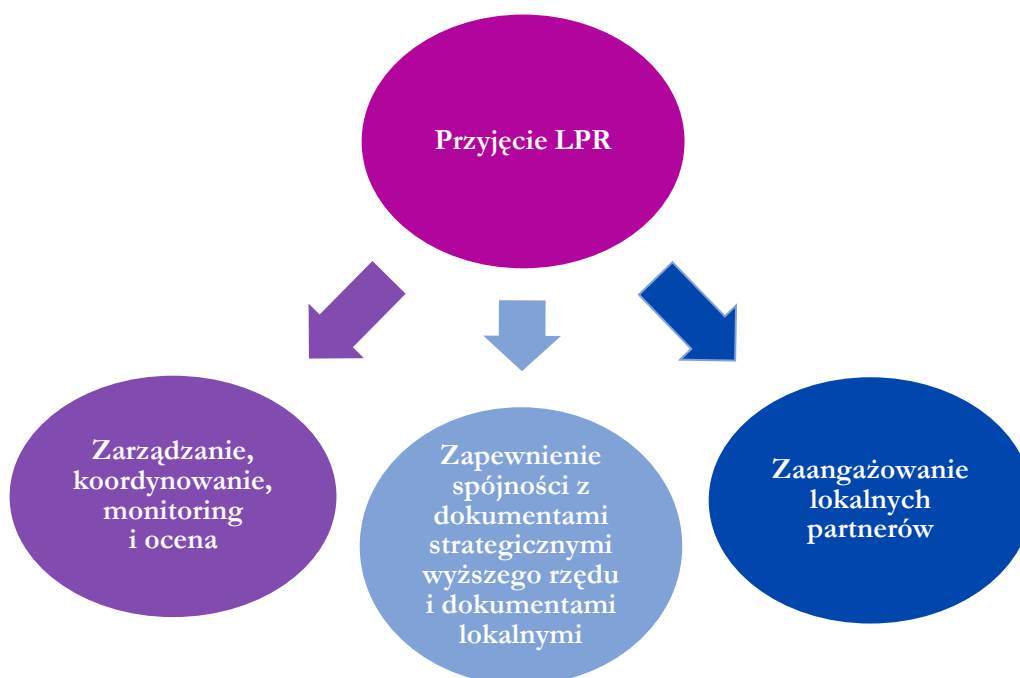 Przyjęcie LPR
Zarządzanie,
koordynowanie,
monitoring
i ocena
Zapewnienie
spójności z
dokumentami
strategicznymi
wyższego rzędu
i dokumentami
lokalnymi
Zaangażowanie
lokalnych
partnerów